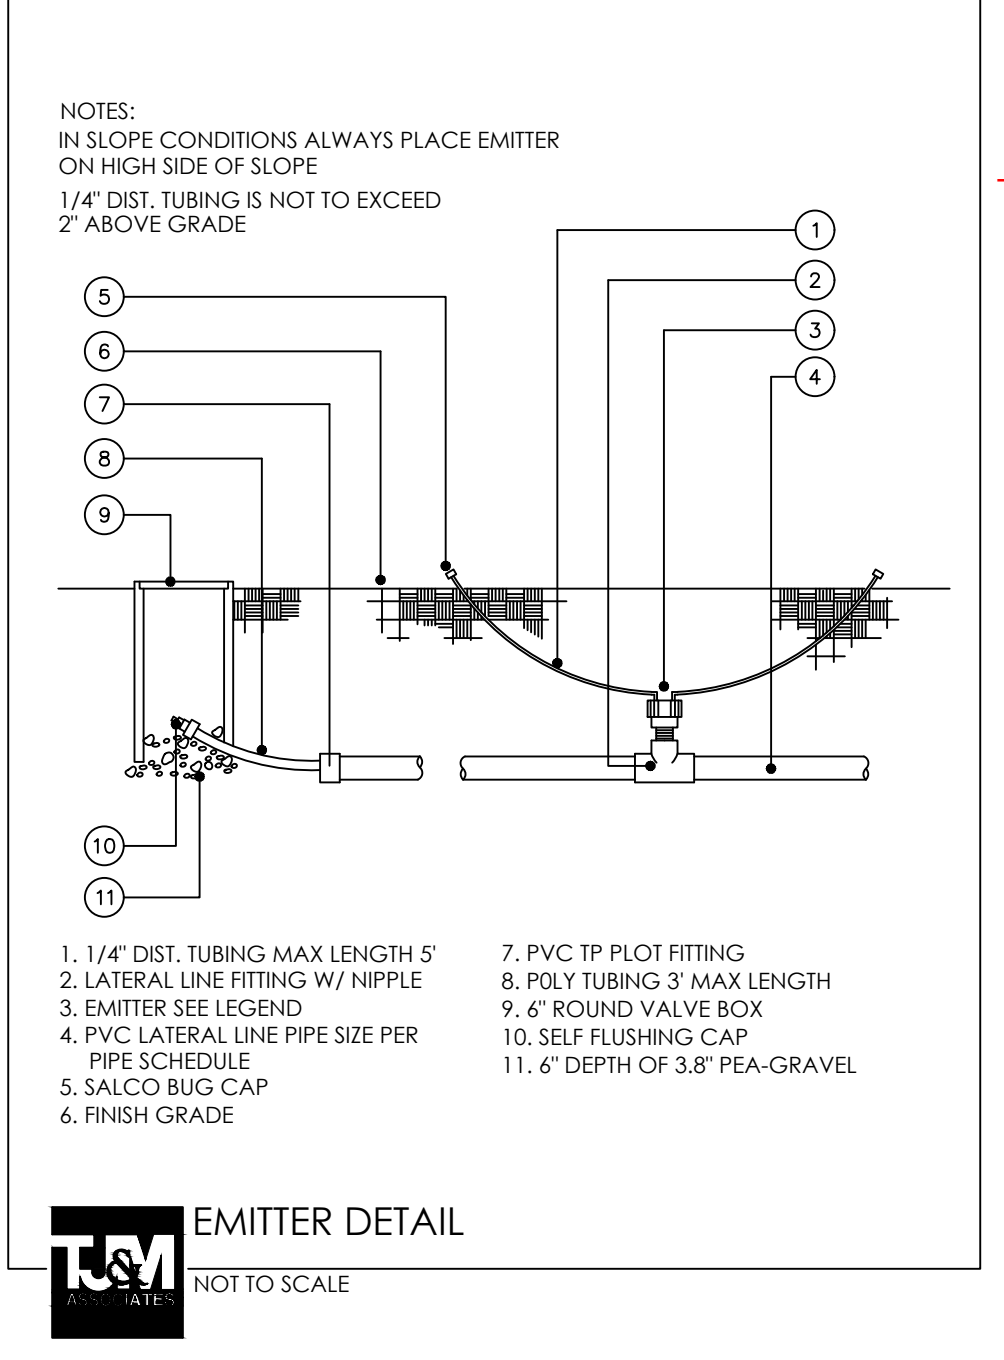 NOTES:
IN SLOPE CONDITIONS ALWAYS PLACE EMITTER
ON HIGH SIDE OF SLOPE
1/4" DIST. TUBING IS NOT TO EXCEED
2" ABOVE GRADE
1
2
3
4
5
6
7
8
9
10
11
1. 1/4" DIST. TUBING MAX LENGTH 5'
2. LATERAL LINE FITTING W/ NIPPLE
3. EMITTER SEE LEGEND
4. PVC LATERAL LINE PIPE SIZE PER
PIPE SCHEDULE
5. SALCO BUG CAP
6. FINISH GRADE
7. PVC TP PLOT FITTING
8. P0LY TUBING 3' MAX LENGTH
9. 6" ROUND VALVE BOX
10. SELF FLUSHING CAP
11. 6" DEPTH OF 3.8" PEA-GRAVEL
EMITTER DETAIL
NOT TO SCALE
TJ&M
ASSOCIATES